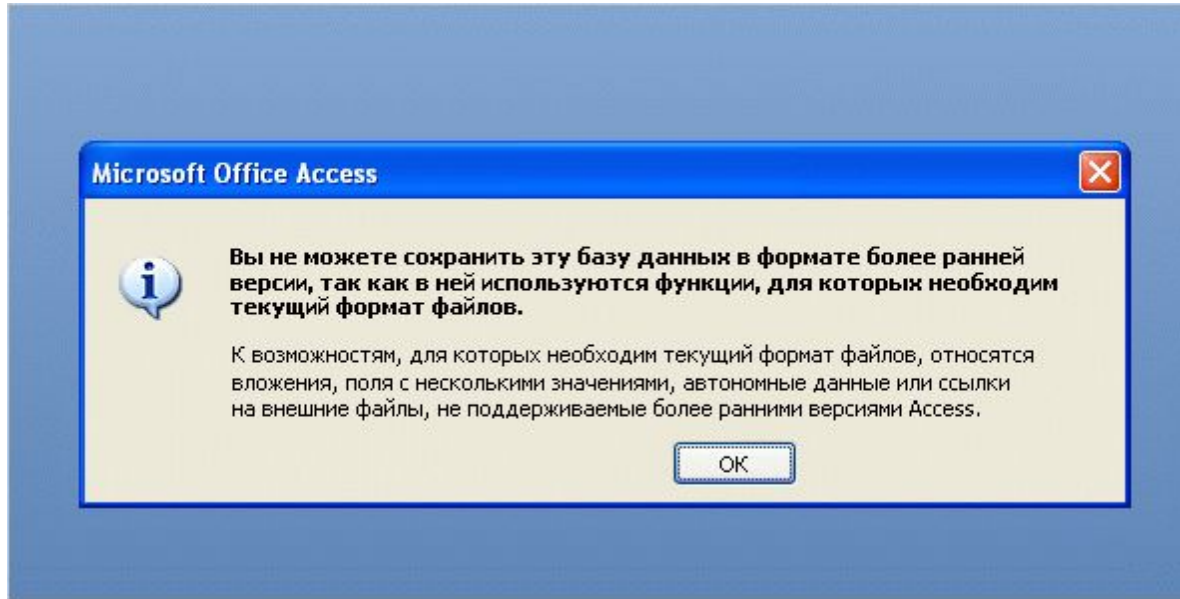 Microsoft Office Access
Вы не можете сохранить эту базу данных в формате более ранней
версии, так как в ней используются функции, для которых необходим
текущий формат файлов.
К возможностям, для которых необходим текущий формат файлов, относятся
вложения, поля с несколькими значениями, автономные данные или ссылки
на внешние файлы, не поддерживаемые более ранними версиями Access.
ОК